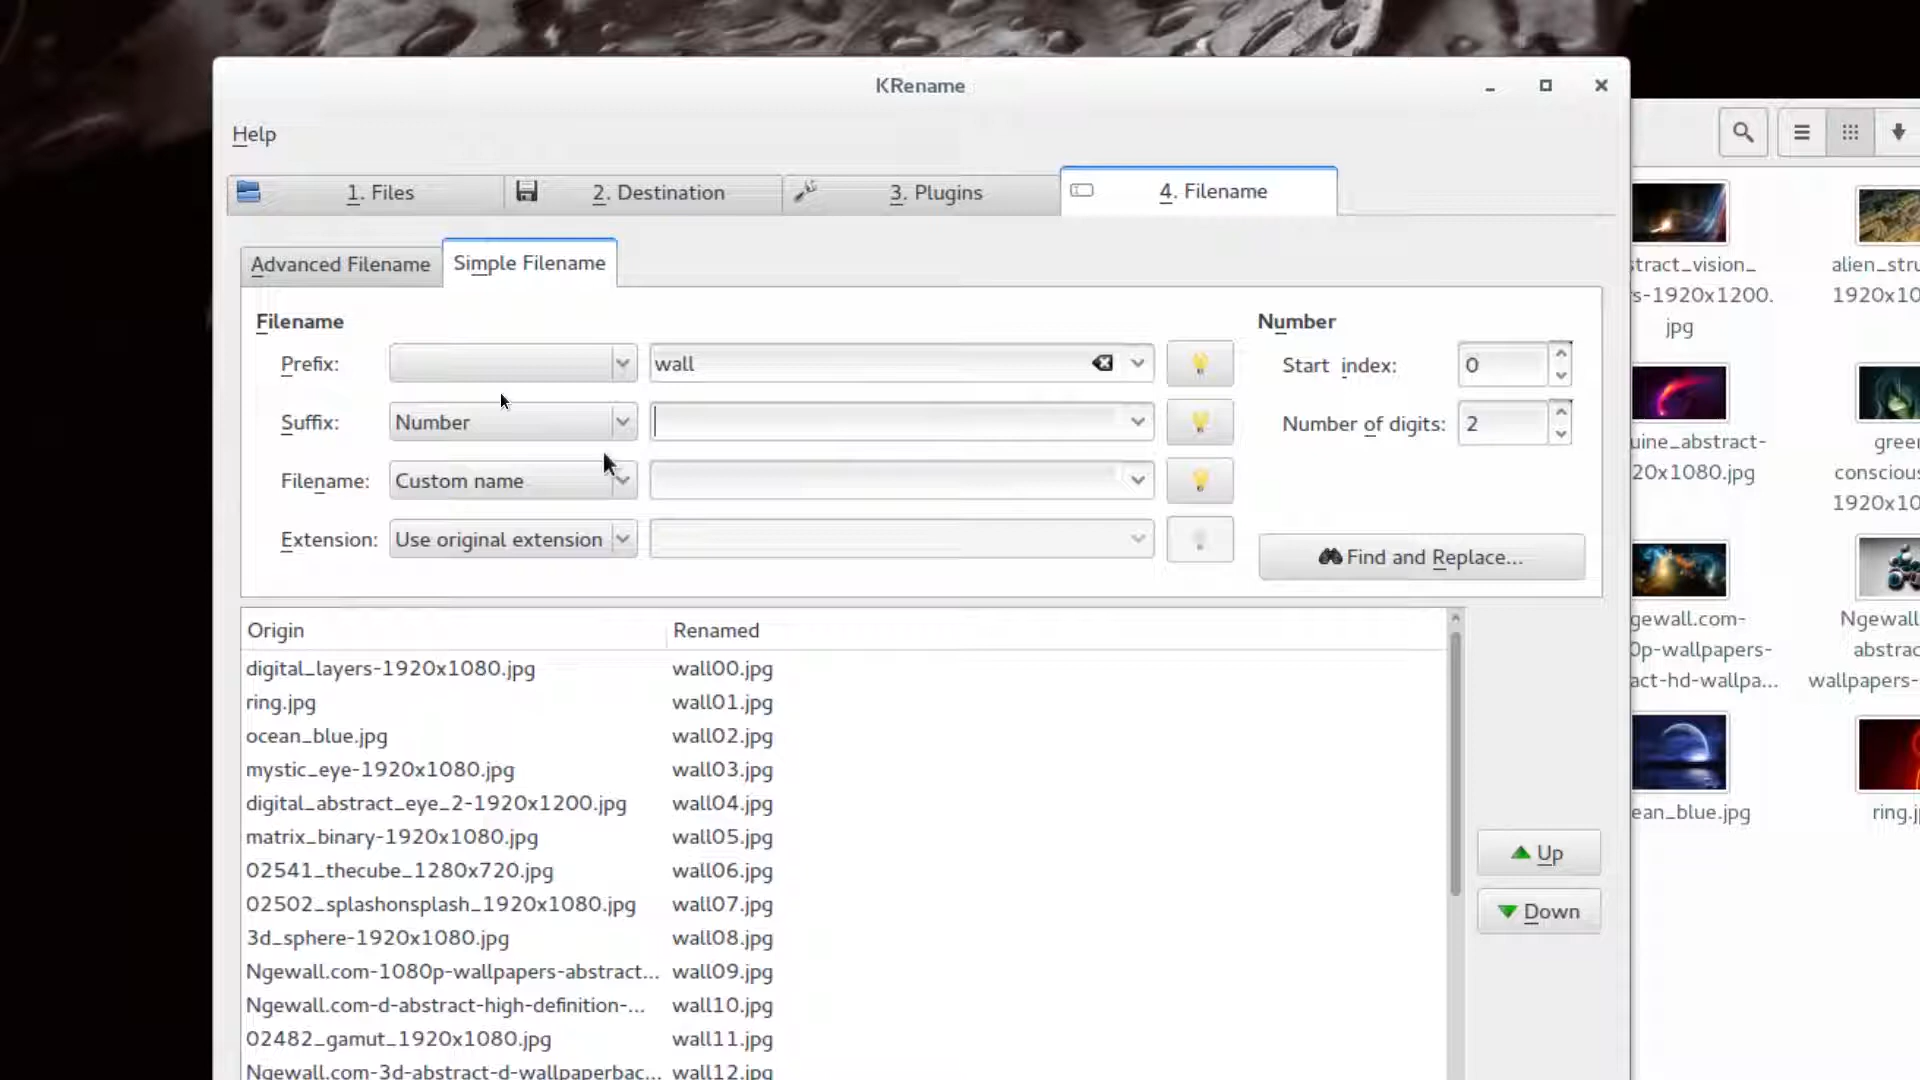 KRename
Help
1. Files
2. Destination
3. Plugins
4. Filename
Advanced Filename
Simple Filename
Filename
Number
Prefix:
wall
Start index:
0
Suffix:
Number
Number of digits:
2
Filename:
Custom name
Extension:
Use original extension
Find and Replace...
Origin
Renamed
digital_layers-1920x1080.jpg
wall00.jpg
ring.jpg
wall01.jpg
ocean_blue.jpg
wall02.jpg
mystic_eye-1920x1080.jpg
wall03.jpg
digital_abstract_eye_2-1920x1200.jpg
wall04.jpg
matrix_binary-1920x1080.jpg
wall05.jpg
02541_thecube_1280x720.jpg
wall06.jpg
02502_splashonsplash_1920x1080.jpg
wall07.jpg
3d_sphere-1920x1080.jpg
wall08.jpg
Ngewall.com-1080p-wallpapers-abstract...
wall09.jpg
Ngewall.com-d-abstract-high-definition-...
wall10.jpg
02482_gamut_1920x1080.jpg
wall11.jpg
Ngewall.com-3d-abstract-d-wallpaperbac...
wall12.jpg
Up
Down
stract_vision_
s-1920x1200.
jpg
alien_stru
1920x10
uine_abstract-
20x1080.jpg
green
conscious
1920x10
gewall.com-
0p-wallpapers-
act-hd-wallpa...
Ngewall
abstrac
wallpapers-
ean_blue.jpg
ring.j